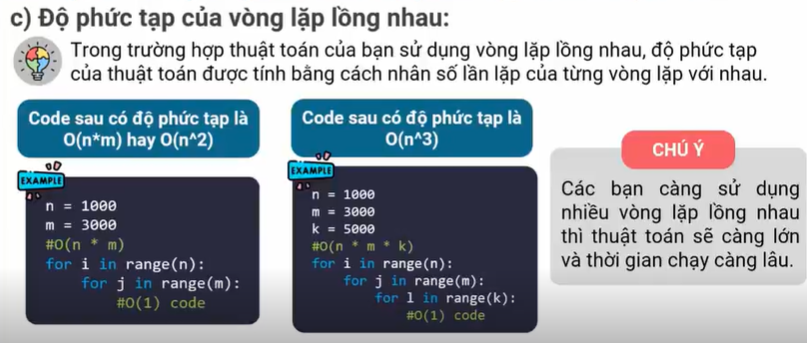 c) Độ phức tạp của vòng lặp lồng nhau:
Trong trường hợp thuật toán của bạn sử dụng vòng lặp lồng nhau, độ phức tạp
của thuật toán được tính bằng cách nhân số lần lặp của từng vòng lặp với nhau.
Code sau có độ phức tạp là
O(n*m) hay O(n^2)
EXAMPLE
n = 1000
m = 3000
#O(n * m)
for i in range(n):
    for j in range(m):
        #O(1) code
Code sau có độ phức tạp là
O(n^3)
EXAMPLE
n = 1000
m = 3000
k = 5000
#O(n * m * k)
for i in range(n):
    for j in range(m):
        for l in range(k):
            #O(1) code
CHÚ Ý
Các bạn càng sử dụng
nhiều vòng lặp lồng nhau
thì thuật toán sẽ càng lớn
và thời gian chạy càng lâu.